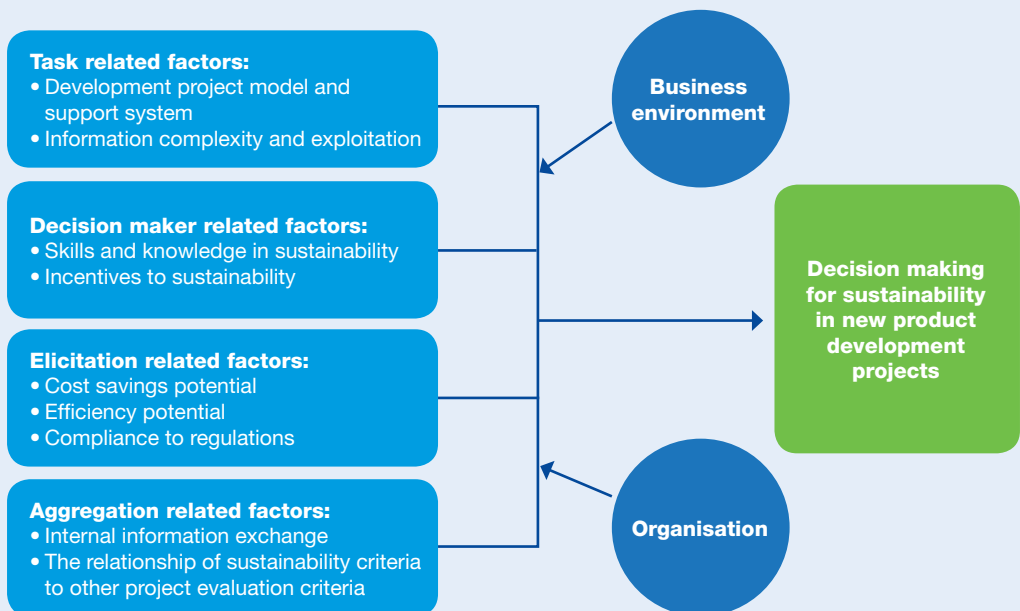 Task related factors:
• Development project model and
support system
• Information complexity and exploitation
Decision maker related factors:
• Skills and knowledge in sustainability
• Incentives to sustainability
Elicitation related factors:
• Cost savings potential
• Efficiency potential
• Compliance to regulations
Aggregation related factors:
• Internal information exchange
• The relationship of sustainability criteria
to other project evaluation criteria
Business
environment
Organisation
Decision making
for sustainability
in new product
development
projects